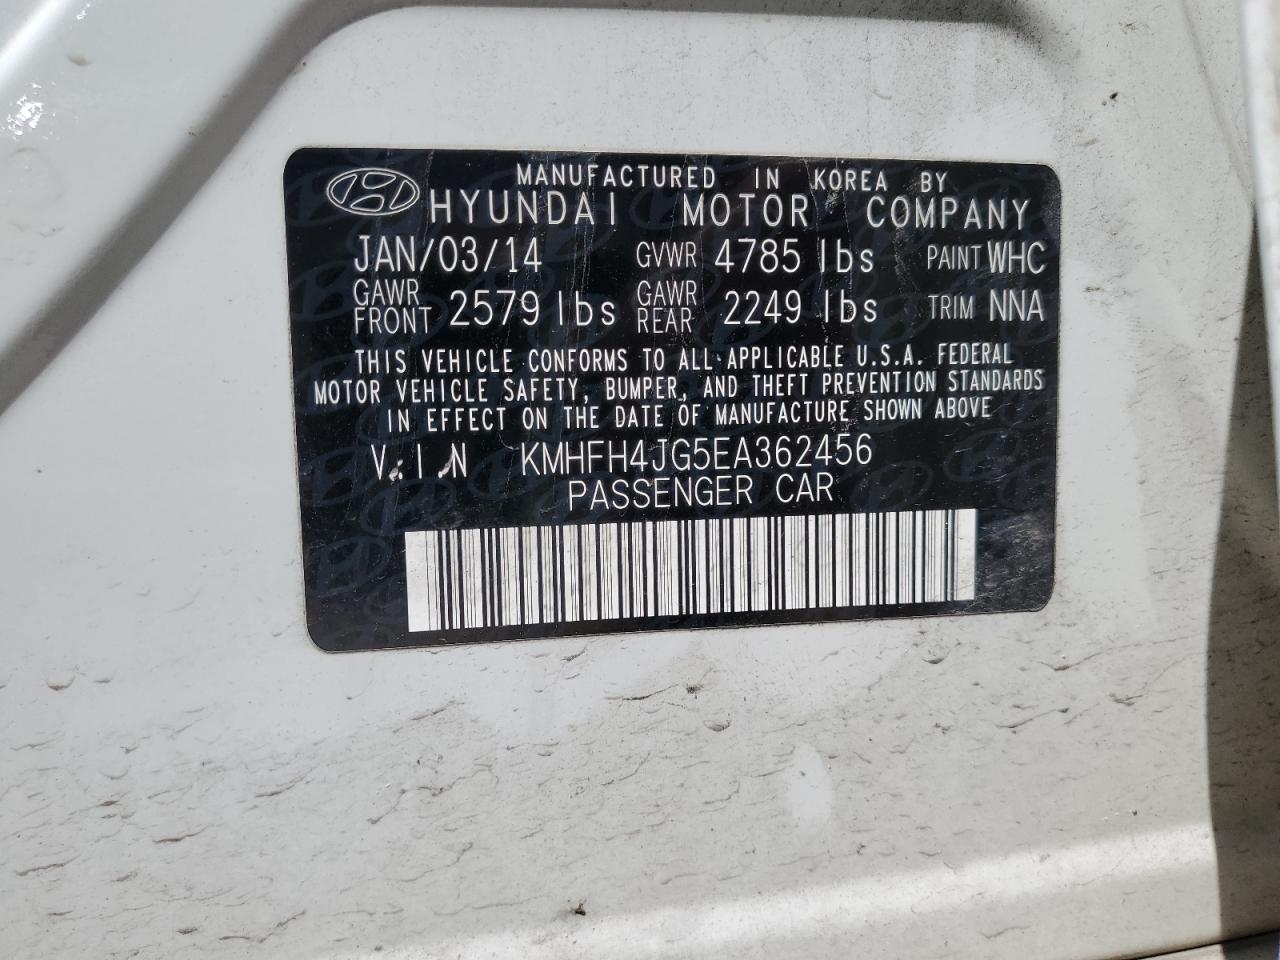 MANUFACTURED IN KOREA BY
HYUNDAI MOTOR COMPANY
JAN/03/14 GVWR 4785 lbs PAINT WHC
GAWR FRONT 2579 lbs GAWR REAR 2249 lbs TRIM NNA
THIS VEHICLE CONFORMS TO ALL APPLICABLE U.S.A. FEDERAL
MOTOR VEHICLE SAFETY, BUMPER, AND THEFT PREVENTION STANDARDS
IN EFFECT ON THE DATE OF MANUFACTURE SHOWN ABOVE
V.I.N KMHFH4JG5EA362456
PASSENGER CAR